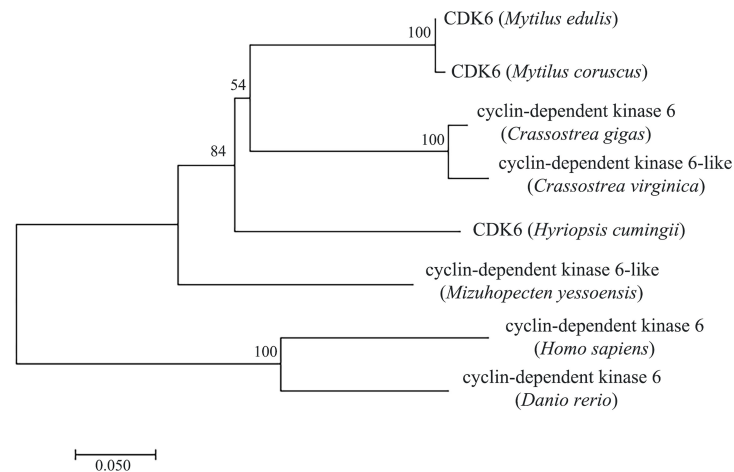 CDK6 (Mytilus edulis)
100
CDK6 (Mytilus coruscus)
54
cyclin-dependent kinase 6
(Crassostrea gigas)
100
cyclin-dependent kinase 6-like
(Crassostrea virginica)
84
CDK6 (Hyriopsis cumingii)
cyclin-dependent kinase 6-like
(Mizuhopecten yessoensis)
cyclin-dependent kinase 6
(Homo sapiens)
100
cyclin-dependent kinase 6
(Danio rerio)
0.050